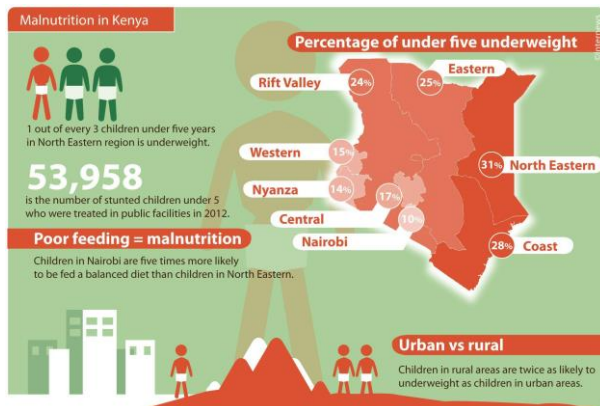 Malnutrition in Kenya
Percentage of under five underweight
Rift Valley
24%
25%
Eastern
1 out of every 3 children under five years
in North Eastern region is underweight.
Western
15%
31%
North Eastern
53,958
Nyanza
14%
is the number of stunted children under 5
who were treated in public facilities in 2012.
17%
Central
10%
Nairobi
28%
Coast
Poor feeding = malnutrition
Children in Nairobi are five times more likely
to be fed a balanced diet than children in North Eastern.
Urban vs rural
Children in rural areas are twice as likely to
underweight as children in urban areas.